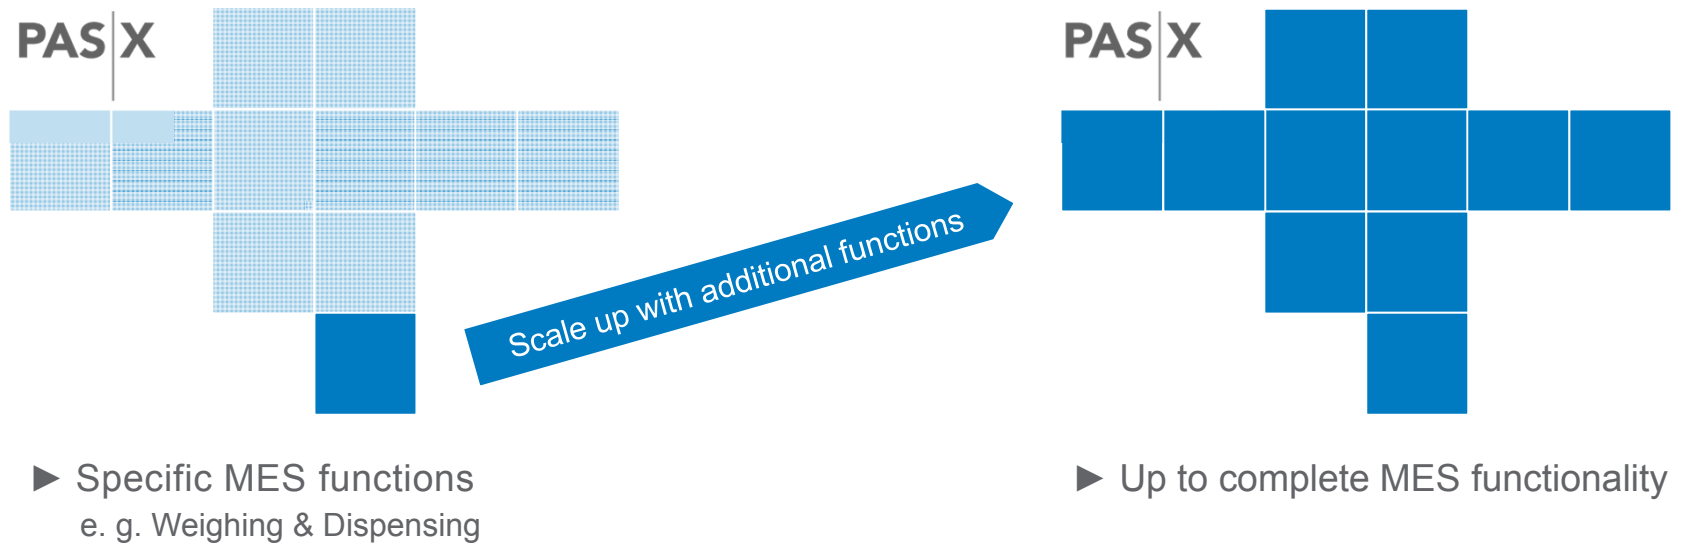 PAS|X
PAS|X
Scale up with additional functions
► Specific MES functions
e. g. Weighing & Dispensing
► Up to complete MES functionality